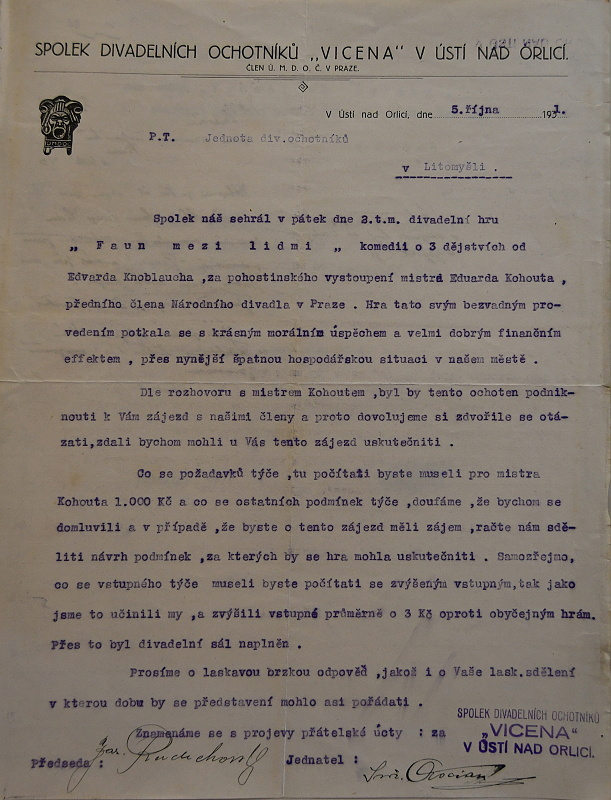 SPOLEK DIVADELNÍCH OCHOTNÍKŮ „VICENA“ V ÚSTÍ NAD ORLICÍ.
ČLEN Ú. M. D. O. Č. V PRAZE.
V Ústí nad Orlicí, dne 5.října 1931.
P.T. Jednota div.ochotníků
v Litomyšli .
Spolek náš sehrál v pátek dne 2.t.m. divadelní hru
„ F a u n m e z i l i d m i „ komedii o 3 dějstvích od
Edvarda Knoblaucha ,za pohostinského vystoupení mistra Eduarda Kohouta ,
předního člena Národního divadla v Praze . Hra tato svým bezvadným pro-
vedením potkala se s krásným morálním úspěchem a velmi dobrým finančním
effektem , přes nynější špatnou hospodářskou situaci v našem městě .
Dle rozhovoru s mistrem Kohoutem ,byl by tento ochoten podnik-
nouti k Vám zájezd s našimi členy a proto dovolujeme si zdvořile se otá-
zati,zdali bychom mohli u Vás tento zájezd uskutečniti .
Co se požadavků týče ,tu počítati byste museli pro mistra
Kohouta 1.000 Kč a co se ostatních podmínek týče ,doufáme ,že bychom se
domluvili a v případě ,že byste o tento zájezd měli zájem ,račte nám sdě-
liti návrh podmínek ,za kterých by se hra mohla uskutečniti . Samozřejmo,
co se vstupného týče museli byste počítati se zvýšeným vstupným,tak jako
jsme to učinili my ,a zvýšili vstupné průměrně o 3 Kč oproti obyčejným hrám.
Přes to byl divadelní sál naplněn .
Prosíme o laskavou brzkou odpověď ,jakož i o Vaše lask.sdělení
v kterou dobu by se představení mohlo asi pořádati .
Znamenáme se s projevy přátelské úcty : za
SPOLEK DIVADELNÍCH OCHOTNÍKŮ
„VICENA“
V ÚSTÍ NAD ORLICÍ.
Předseda : Jednatel :